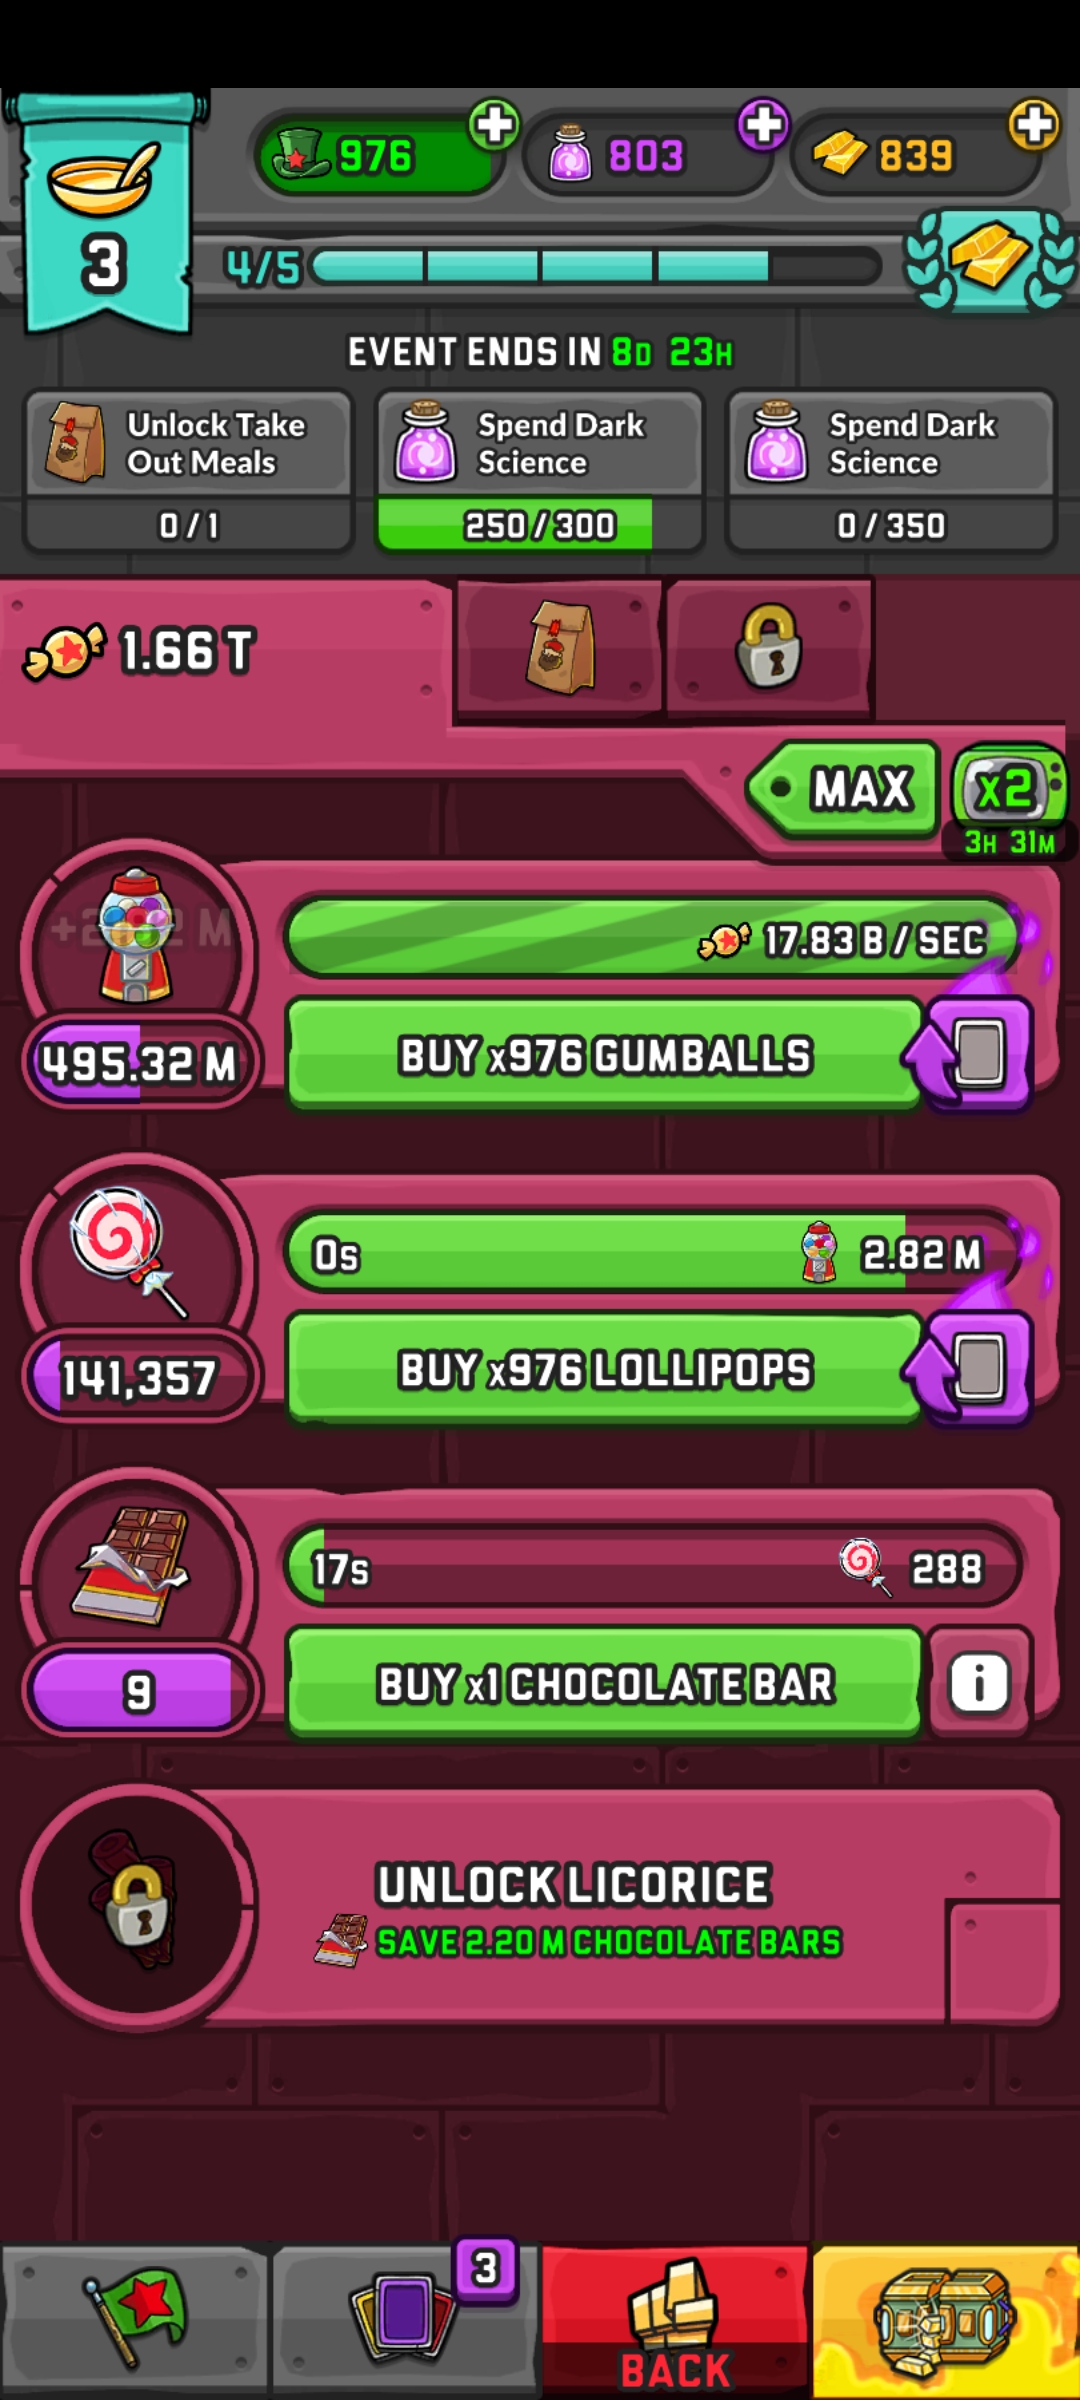 976
803
839
3
4/5
EVENT ENDS IN 8D 23H
Unlock Take
Out Meals
0 / 1
Spend Dark
Science
250 / 300
Spend Dark
Science
0 / 350
1.66 T
MAX
x2
3H 31M
17.83 B / SEC
495.32 M
BUY x976 GUMBALLS
0s
2.82 M
141,357
BUY x976 LOLLIPOPS
17s
288
9
BUY x1 CHOCOLATE BAR
i
UNLOCK LICORICE
SAVE 2.20 M CHOCOLATE BARS
3
BACK